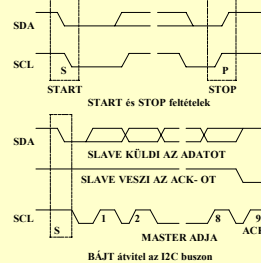 SDA
SCL
S
P
START
STOP
START és STOP feltételek
SDA
SLAVE KÜLDI AZ ADATOT
SLAVE VESZI AZ ACK- OT
SCL
S
1 2 8 9
MASTER ADJA
BÁJT átvitel az I2C buszon